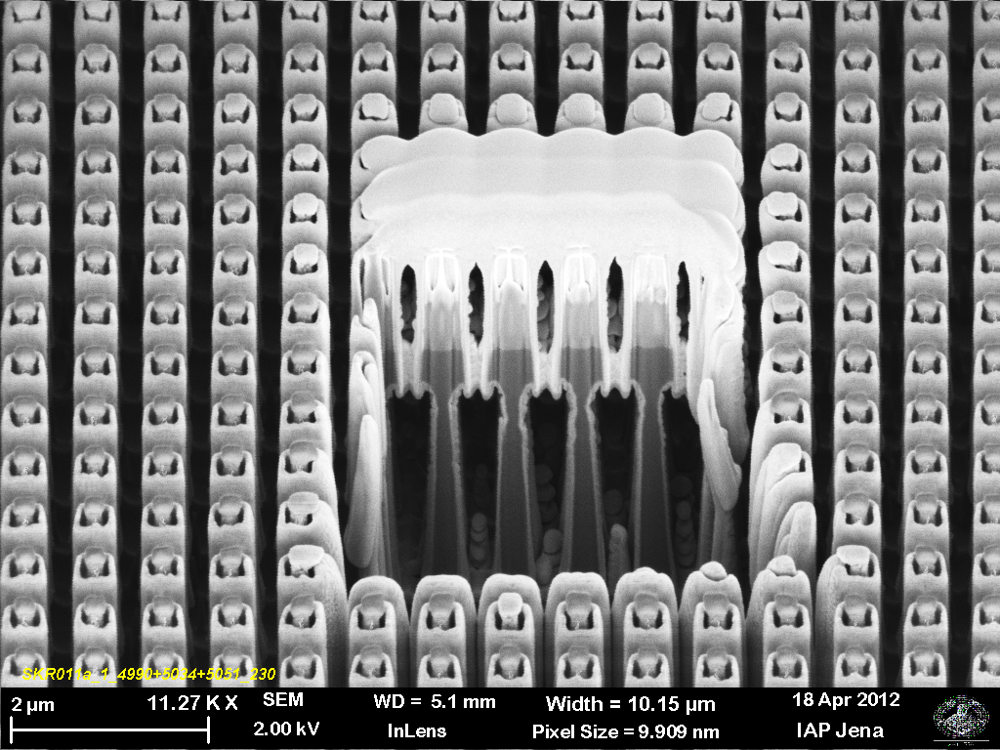 SKR011a_1_4990+5034+5051_230
2 µm 11.27 K X SEM WD = 5.1 mm Width = 10.15 µm 18 Apr 2012
2.00 kV InLens Pixel Size = 9.909 nm IAP Jena